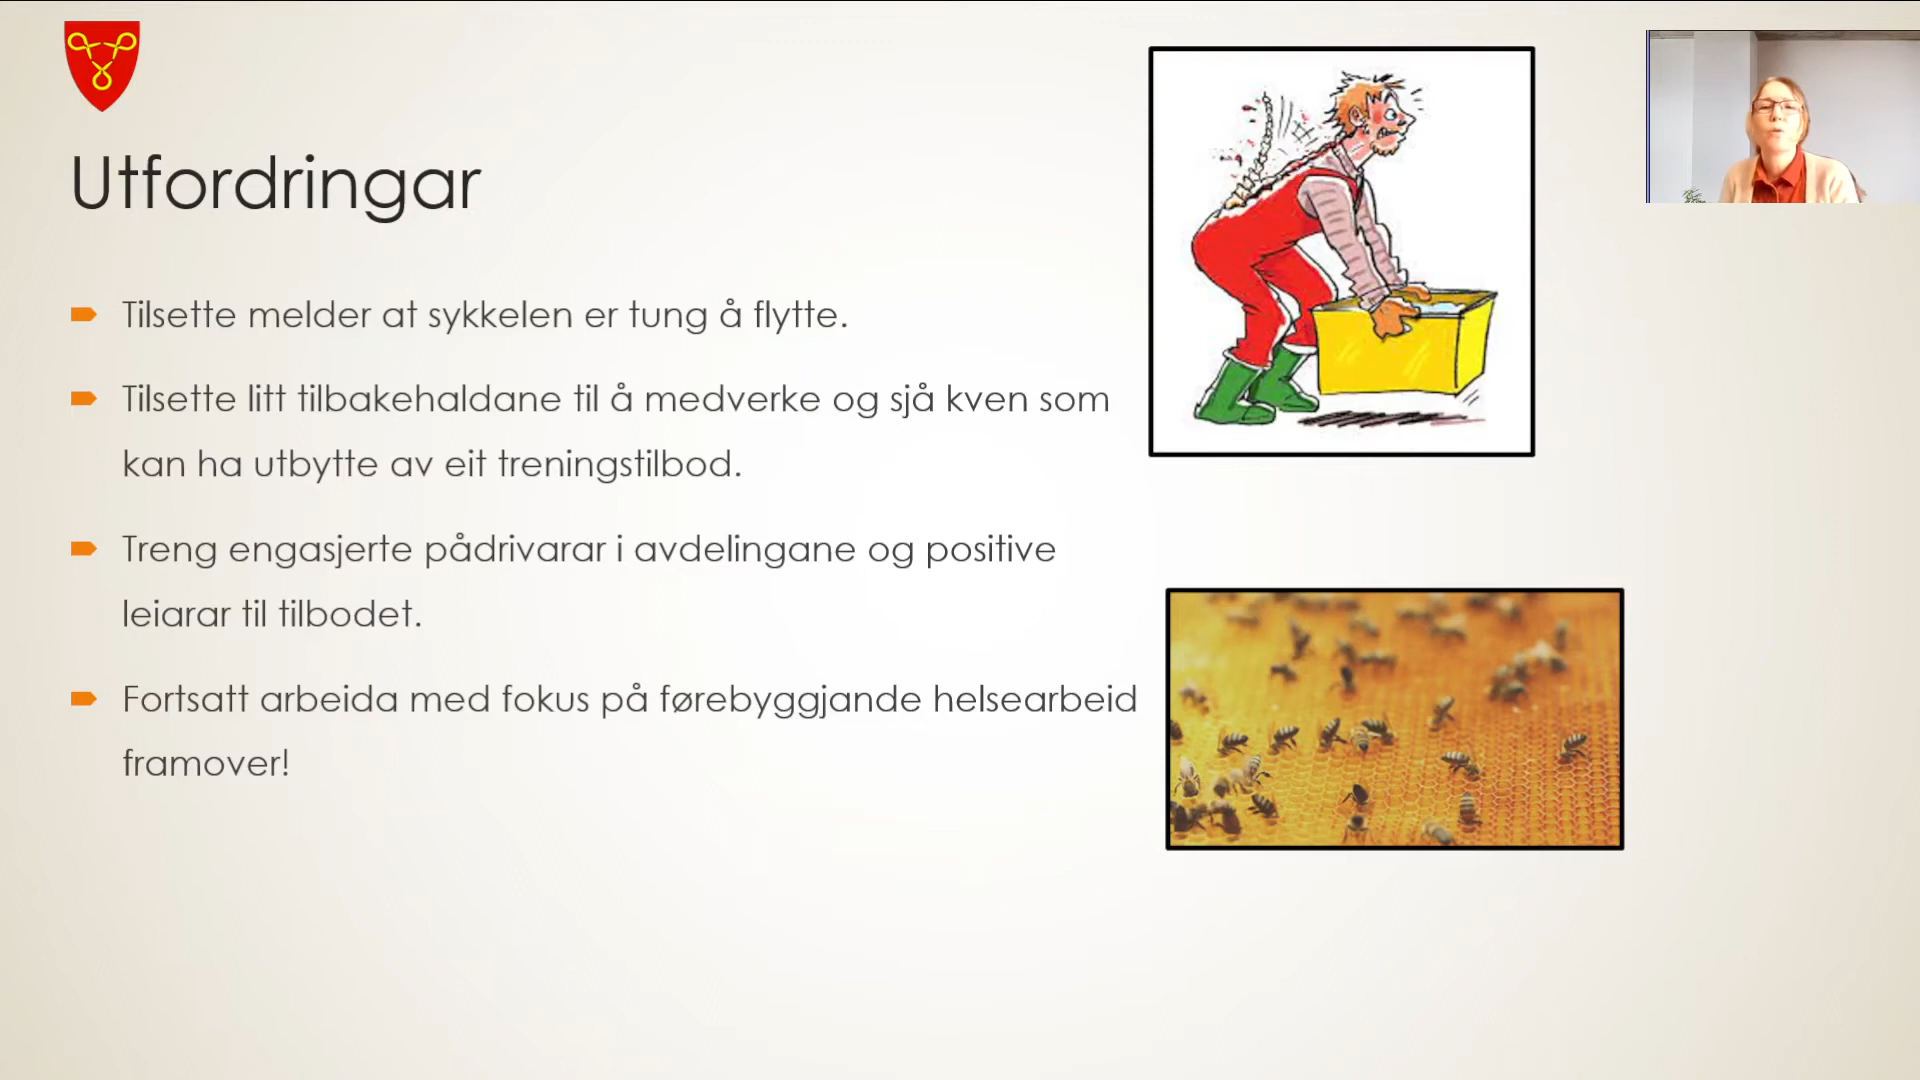 Utfordringar
Tilsette melder at sykkelen er tung å flytte.
Tilsette litt tilbakehaldane til å medverke og sjå kven som
kan ha utbytte av eit treningstilbod.
Treng engasjerte pådrivarar i avdelingane og positive
leiarar til tilbodet.
Fortsatt arbeida med fokus på førebyggjande helsearbeid
framover!